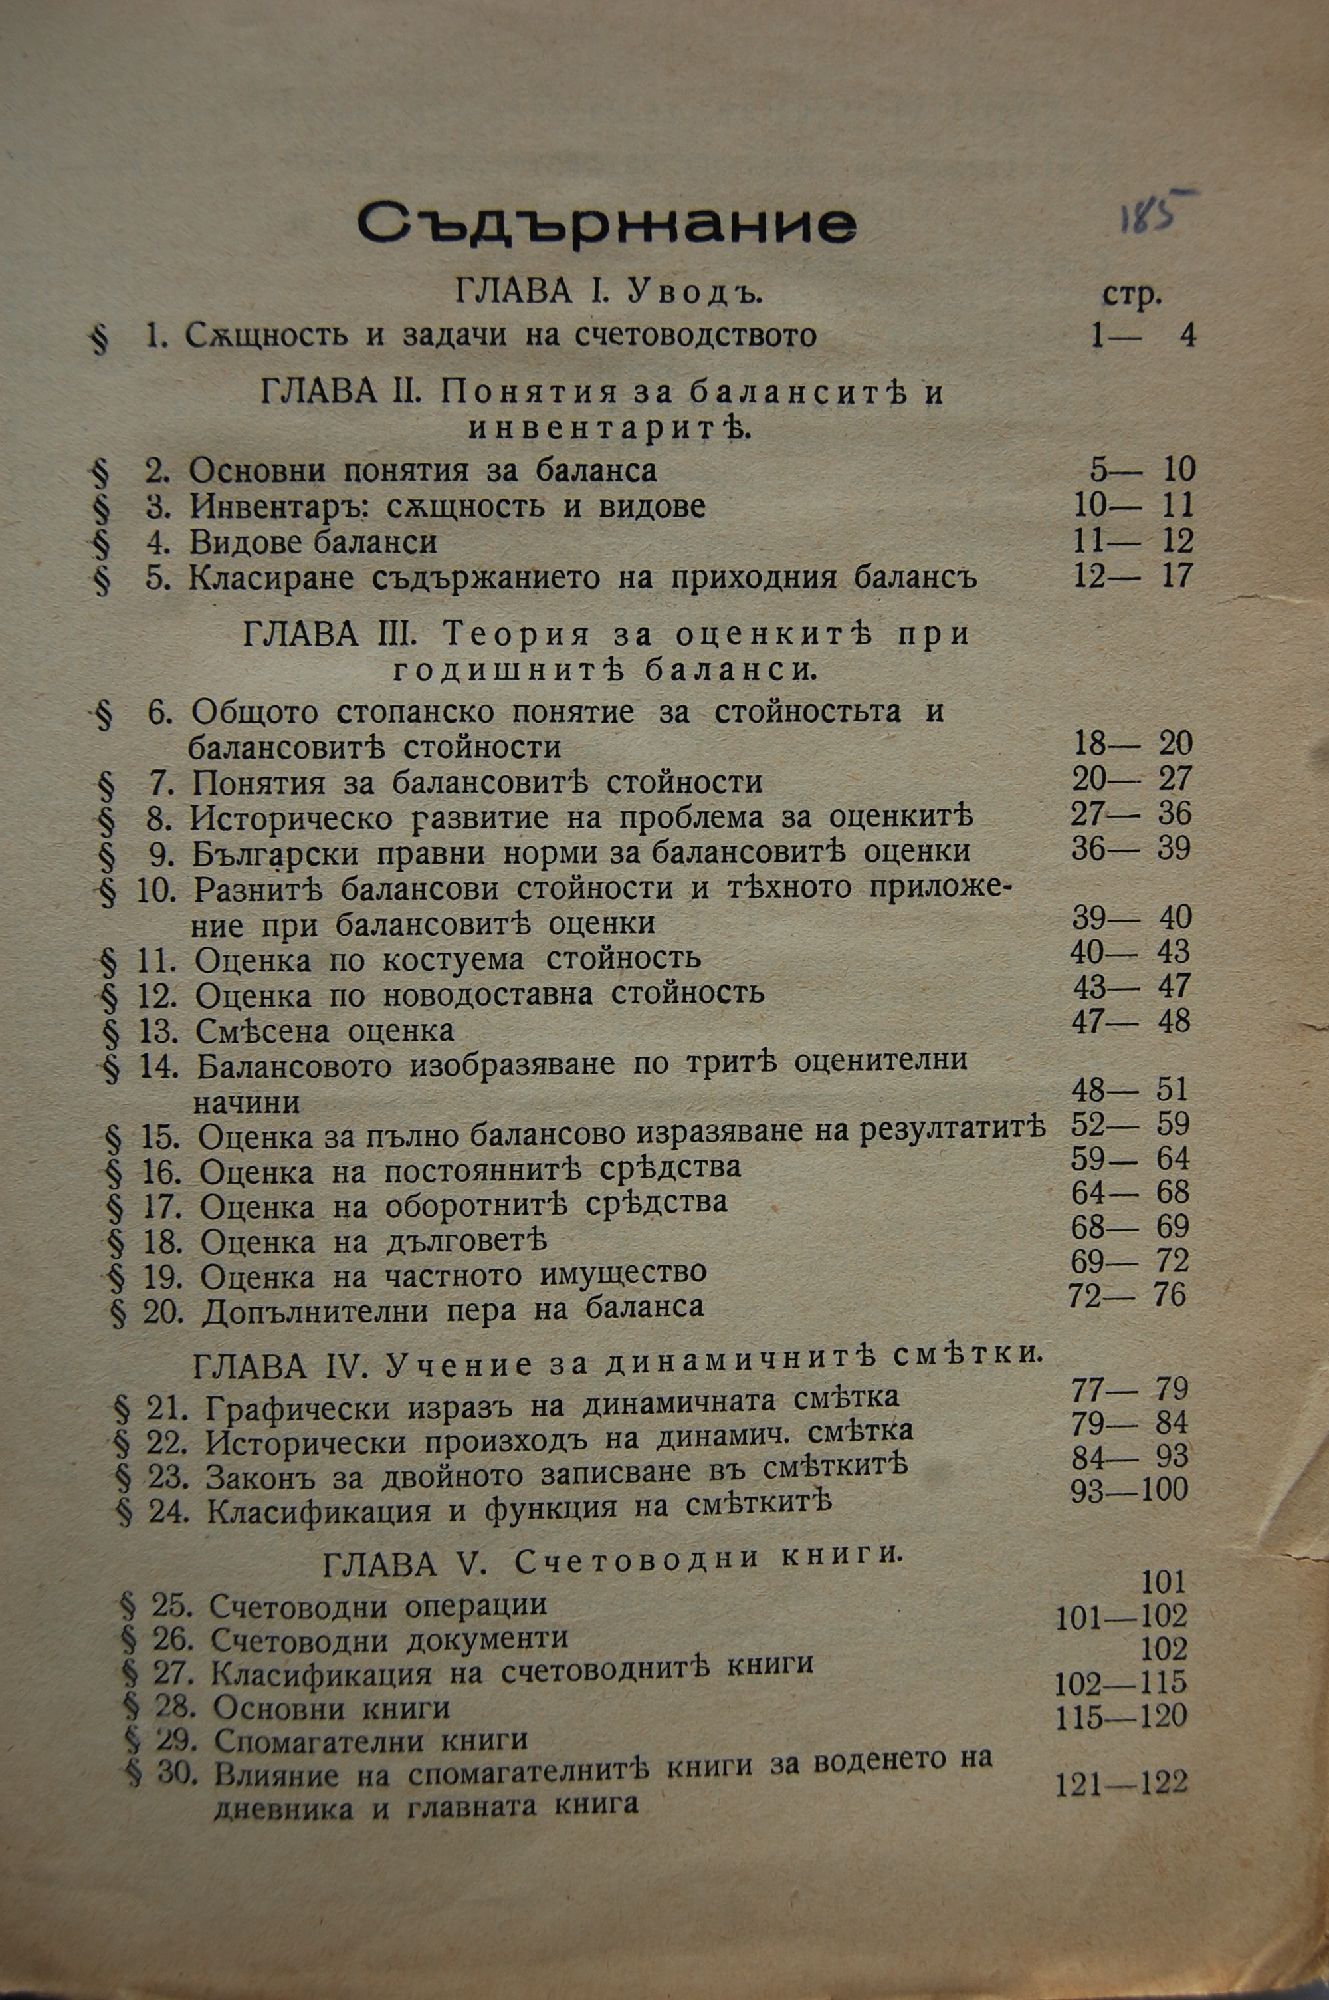 Съдържание 185
ГЛАВА I. Уводъ. стр.
§ 1. Сѫщность и задачи на счетоводството 1— 4
ГЛАВА II. Понятия за баланситѣ и
инвентаритѣ.
§ 2. Основни понятия за баланса 5— 10
§ 3. Инвентаръ: сѫщность и видове 10— 11
§ 4. Видове баланси 11— 12
§ 5. Класиране съдържанието на приходния балансъ 12— 17
ГЛАВА III. Теория за оценкитѣ при
годишнитѣ баланси.
§ 6. Общото стопанско понятие за стойностьта и
балансовитѣ стойности 18— 20
§ 7. Понятия за балансовитѣ стойности 20— 27
§ 8. Историческо развитие на проблема за оценкитѣ 27— 36
§ 9. Български правни норми за балансовитѣ оценки 36— 39
§ 10. Разнитѣ балансови стойности и тѣхното приложе-
ние при балансовитѣ оценки 39— 40
§ 11. Оценка по костуема стойность 40— 43
§ 12. Оценка по новодоставна стойность 43— 47
§ 13. Смѣсена оценка 47— 48
§ 14. Балансовото изобразяване по тритѣ оценителни
начини 48— 51
§ 15. Оценка за пълно балансово изразяване на резултатитѣ 52— 59
§ 16. Оценка на постояннитѣ срѣдства 59— 64
§ 17. Оценка на оборотнитѣ срѣдства 64— 68
§ 18. Оценка на дълговетѣ 68— 69
§ 19. Оценка на частното имущество 69— 72
§ 20. Допълнителни пера на баланса 72— 76
ГЛАВА IV. Учение за динамичнитѣ смѣтки.
§ 21. Графически изразъ на динамичната смѣтка 77— 79
§ 22. Исторически произходъ на динамич. смѣтка 79— 84
§ 23. Законъ за двойното записване въ смѣткитѣ 84— 93
§ 24. Класификация и функция на смѣткитѣ 93—100
ГЛАВА V. Счетоводни книги.
§ 25. Счетоводни операции 101
§ 26. Счетоводни документи 101—102
§ 27. Класификация на счетоводнитѣ книги 102
§ 28. Основни книги 102—115
§ 29. Спомагателни книги 115—120
§ 30. Влияние на спомагателнитѣ книги за воденето на
дневника и главната книга 121—122